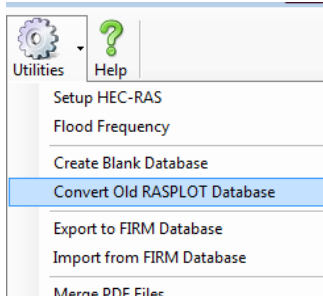 Utilities Help
Setup HEC-RAS
Flood Frequency
Create Blank Database
Convert Old RASPLOT Database
Export to FIRM Database
Import from FIRM Database
Merge PDF Files